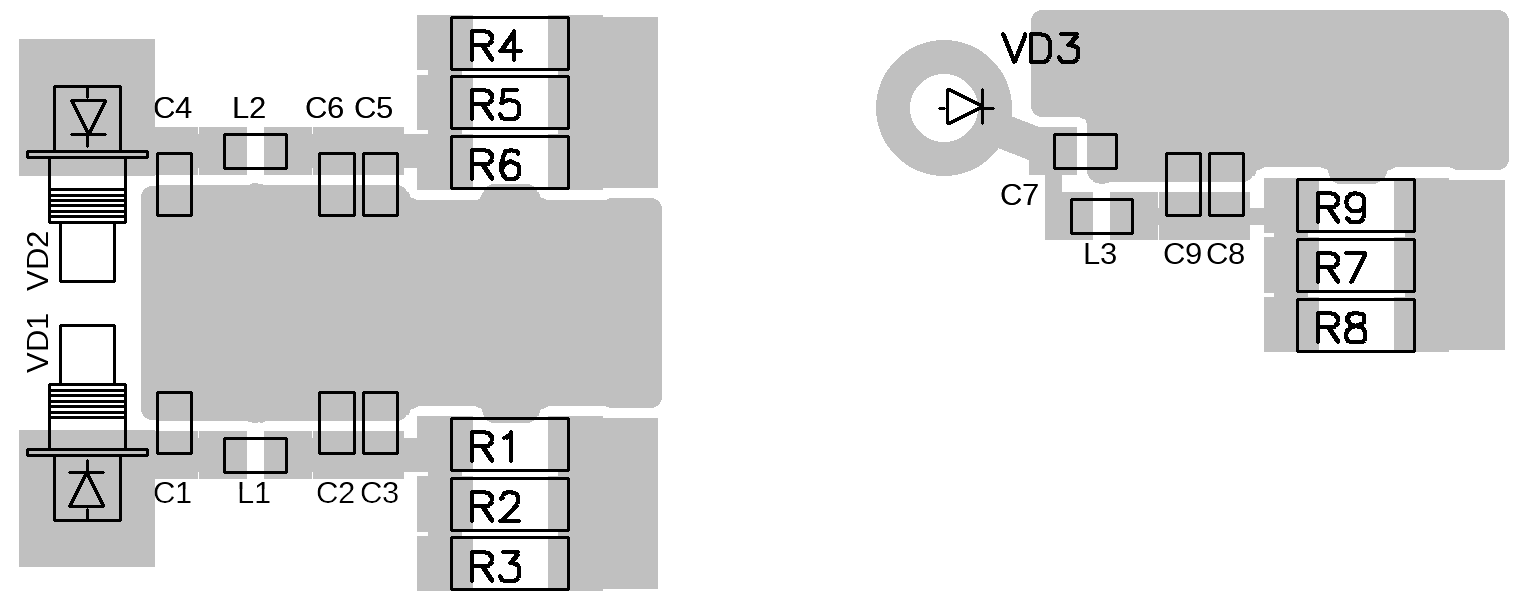 R4
VD3
C4 L2 C6 C5
R5
R6
C7
R9
VD2
L3 C9 C8
R7
VD1
R8
R1
C1 L1 C2 C3
R2
R3